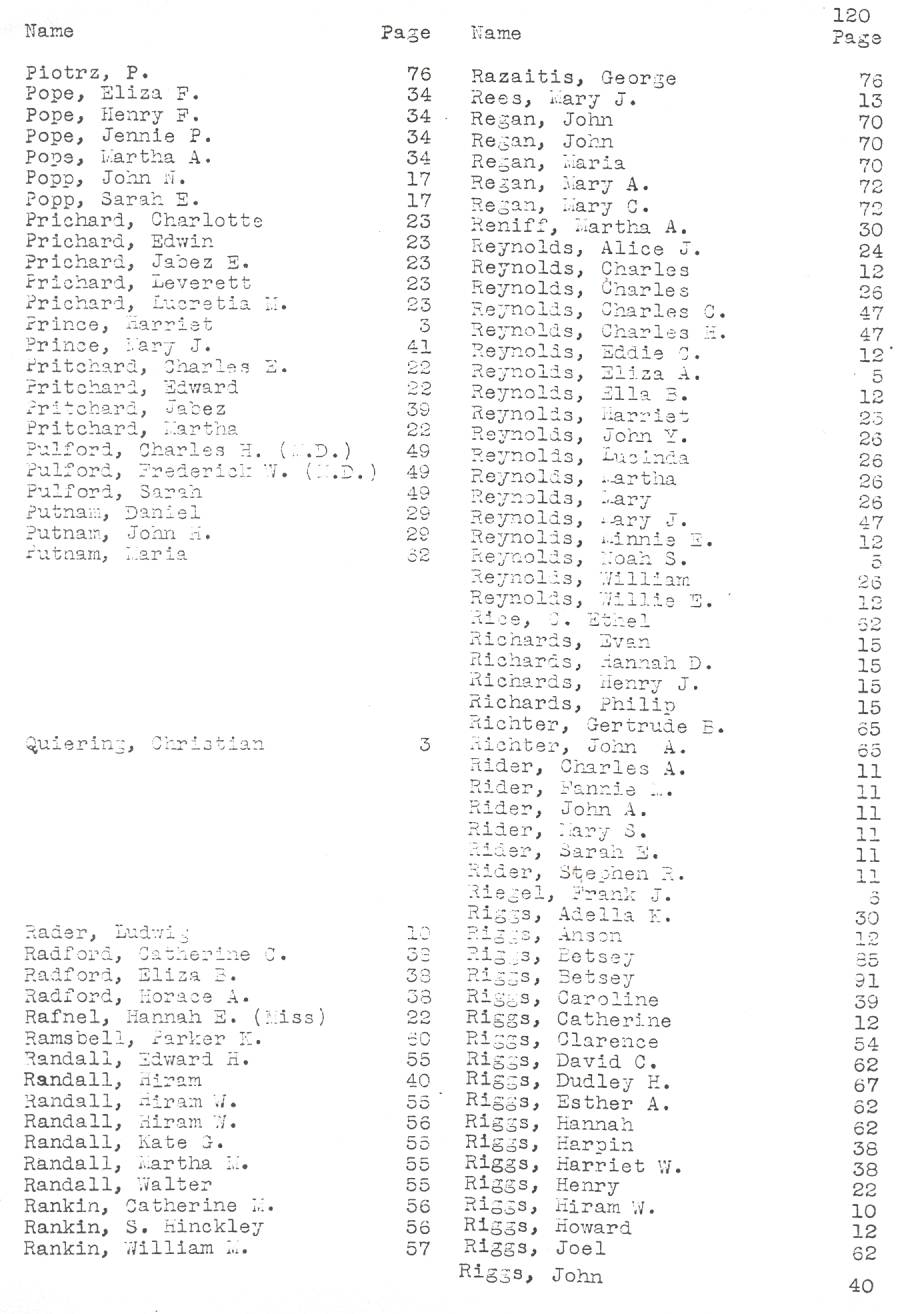 120
Name Page
Piotrz, P. 76
Pope, Eliza F. 34
Pope, Henry F. 34
Pope, Jennie P. 34
Pope, Martha A. 34
Popp, John N. 17
Popp, Sarah E. 17
Prichard, Charlotte 23
Prichard, Edwin 23
Prichard, Jabez E. 23
Prichard, Leverett 23
Prichard, Lucretia M. 23
Prince, Harriet 3
Prince, Mary J. 41
Pritchard, Charles E. 22
Pritchard, Edward 22
Pritchard, Jabez 39
Pritchard, Martha 22
Pulford, Charles H. (M.D.) 49
Pulford, Frederick W. (M.D.) 49
Pulford, Sarah 49
Putnam, Daniel 29
Putnam, John H. 29
Putnam, Maria 62
Quiering, Christian 3
Rader, Ludwig 10
Radford, Catherine C. 38
Radford, Eliza B. 38
Radford, Horace A. 38
Rafnel, Hannah E. (Miss) 22
Ramsbell, Parker K. 60
Randall, Edward H. 55
Randall, Hiram 40
Randall, Hiram W. 55
Randall, Hiram W. 56
Randall, Kate G. 55
Randall, Martha M. 55
Randall, Walter 55
Rankin, Catherine M. 56
Rankin, S. Hinckley 56
Rankin, William M. 57
Name Page
Razaitis, George 76
Rees, Mary J. 13
Regan, John 70
Regan, John 70
Regan, Maria 70
Regan, Mary A. 72
Regan, Mary C. 72
Reniff, Martha A. 30
Reynolds, Alice J. 24
Reynolds, Charles 12
Reynolds, Charles 26
Reynolds, Charles C. 47
Reynolds, Charles H. 47
Reynolds, Eddie C. 12
Reynolds, Eliza A. 5
Reynolds, Ella B. 12
Reynolds, Harriet
Reynolds, John Y. 26
Reynolds, Lucinda 26
Reynolds, Martha 26
Reynolds, Mary 26
Reynolds, Mary J. 47
Reynolds, Minnie E. 12
Reynolds, Noah S. 5
Reynolds, William 26
Reynolds, Willie E. 12
Rice, C. Ethel 62
Richards, Evan 15
Richards, Hannah D. 15
Richards, Henry J. 15
Richards, Philip 15
Richter, Gertrude B. 65
Richter, John A. 65
Rider, Charles A. 11
Rider, Fannie M. 11
Rider, John A. 11
Rider, Mary S. 11
Rider, Sarah E. 11
Rider, Stephen R. 11
Riegel, Frank J. 6
Riggs, Adella H. 30
Riggs, Anson 12
Riggs, Betsey
Riggs, Betsey 91
Riggs, Caroline 39
Riggs, Catherine 12
Riggs, Clarence 54
Riggs, David C. 62
Riggs, Dudley H. 67
Riggs, Esther A. 62
Riggs, Hannah 62
Riggs, Harpin 38
Riggs, Harriet W. 38
Riggs, Henry 22
Riggs, Hiram W. 10
Riggs, Howard 12
Riggs, Joel 62
Riggs, John 40